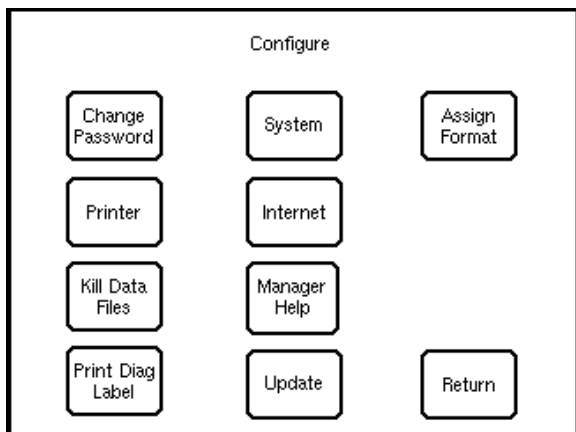 Configure
Change
Password
System
Assign
Format
Printer
Internet
Kill Data
Files
Manager
Help
Print Diag
Label
Update
Return